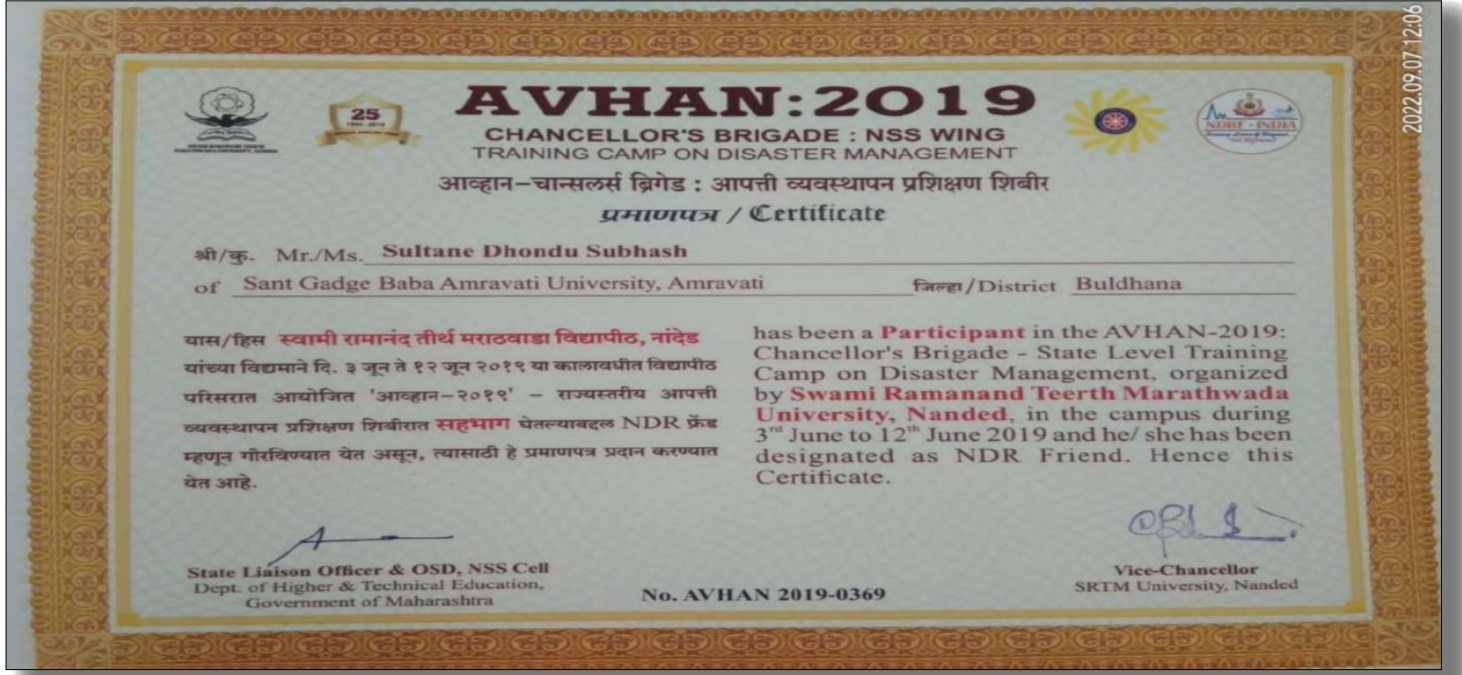 2022.09.07 12:06
25
AVHAN:2019
CHANCELLOR'S BRIGADE : NSS WING
TRAINING CAMP ON DISASTER MANAGEMENT
आव्हान-चान्सलर्स ब्रिगेड : आपत्ती व्यवस्थापन प्रशिक्षण शिबीर
प्रमाणपत्र / Certificate
NDRF - INDIA
श्री/कु. Mr./Ms. Sultane Dhondu Subhash
of Sant Gadge Baba Amravati University, Amravati जिल्हा/District Buldhana
यास/हिस स्वामी रामानंद तीर्थ मराठवाडा विद्यापीठ, नांदेड
यांच्या विद्यमाने दि. ३ जून ते १२ जून २०१९ या कालावधीत विद्यापीठ
परिसरात आयोजित 'आव्हान-२०१९' - राज्यस्तरीय आपत्ती
व्यवस्थापन प्रशिक्षण शिबीरात सहभाग घेतल्याबद्दल NDR फ्रेंड
म्हणून गौरविण्यात येत असून, त्यासाठी हे प्रमाणपत्र प्रदान करण्यात
येत आहे.
has been a Participant in the AVHAN-2019:
Chancellor's Brigade - State Level Training
Camp on Disaster Management, organized
by Swami Ramanand Teerth Marathwada
University, Nanded, in the campus during
3rd June to 12th June 2019 and he/ she has been
designated as NDR Friend. Hence this
Certificate.
State Liaison Officer & OSD, NSS Cell
Dept. of Higher & Technical Education,
Government of Maharashtra
No. AVHAN 2019-0369
Vice-Chancellor
SRTM University, Nanded